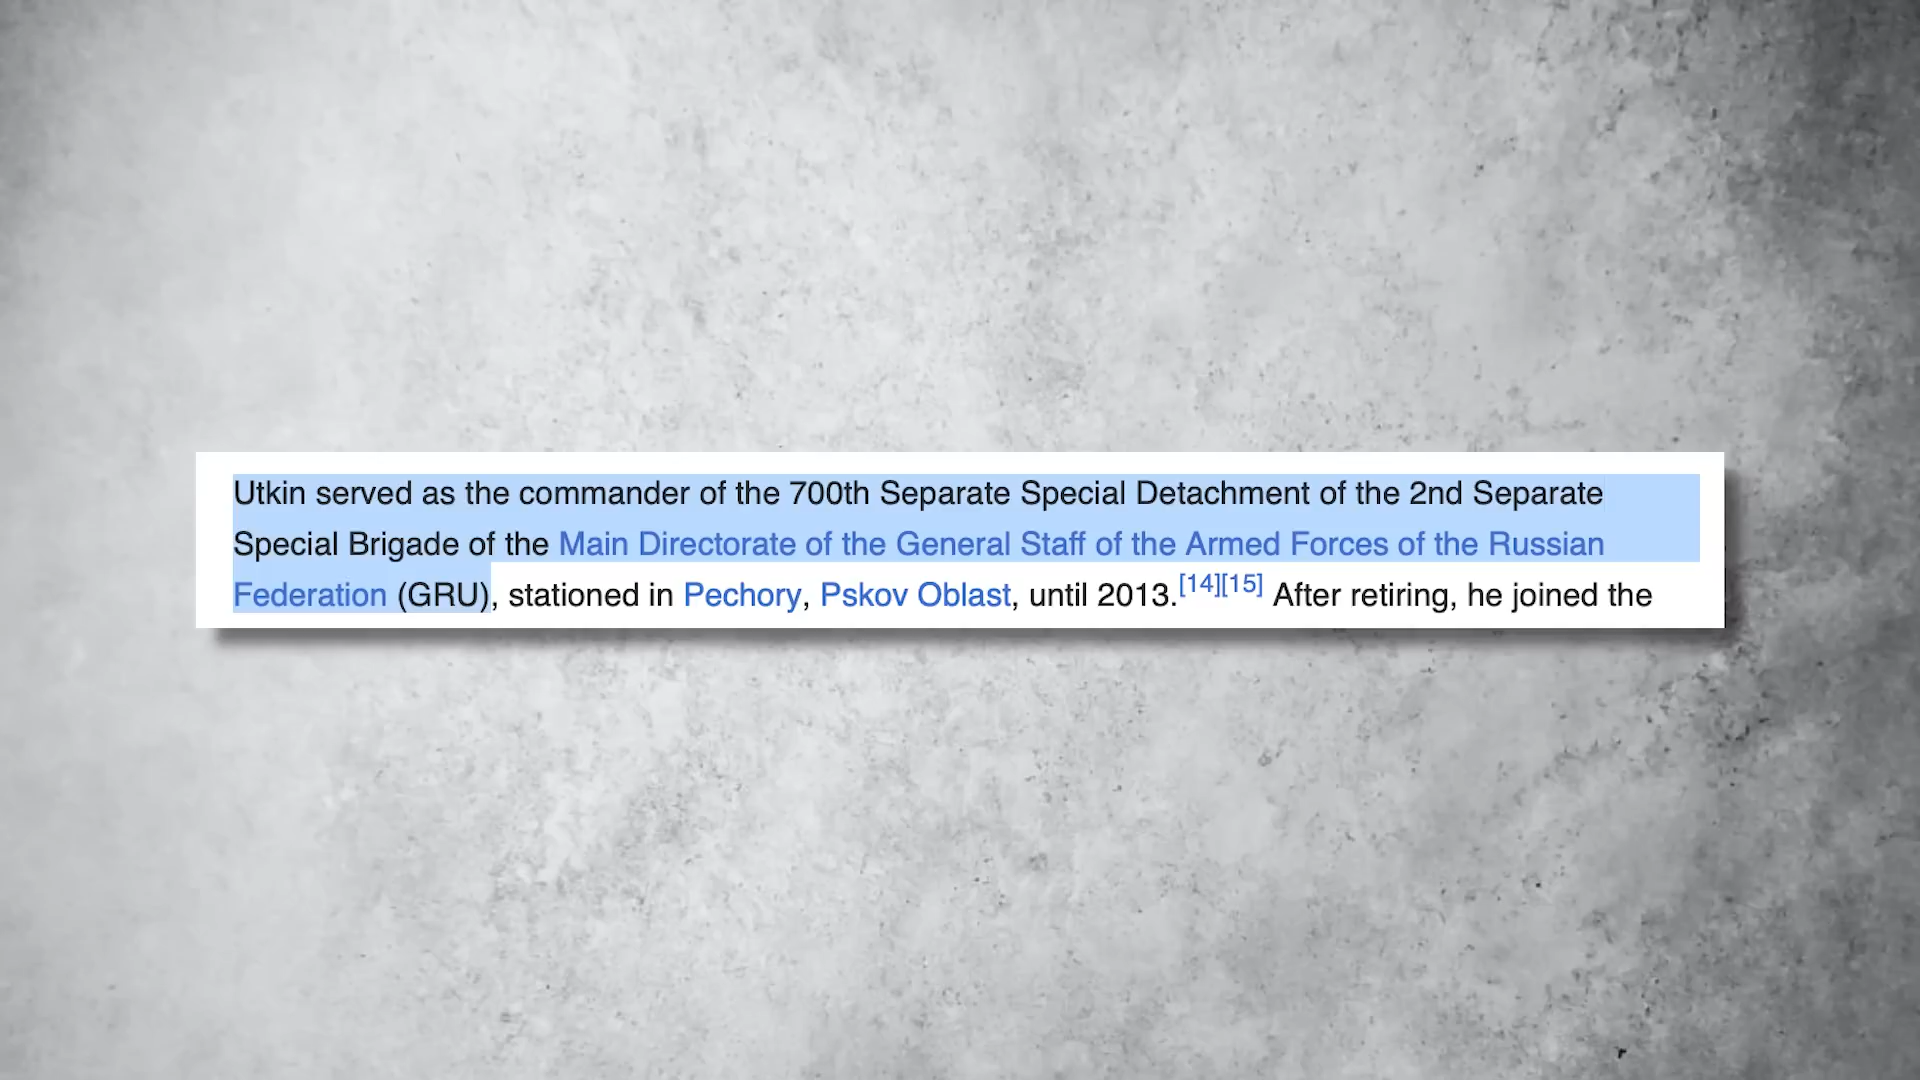 Utkin served as the commander of the 700th Separate Special Detachment of the 2nd Separate
Special Brigade of the Main Directorate of the General Staff of the Armed Forces of the Russian
Federation (GRU), stationed in Pechory, Pskov Oblast, until 2013.[14][15] After retiring, he joined the